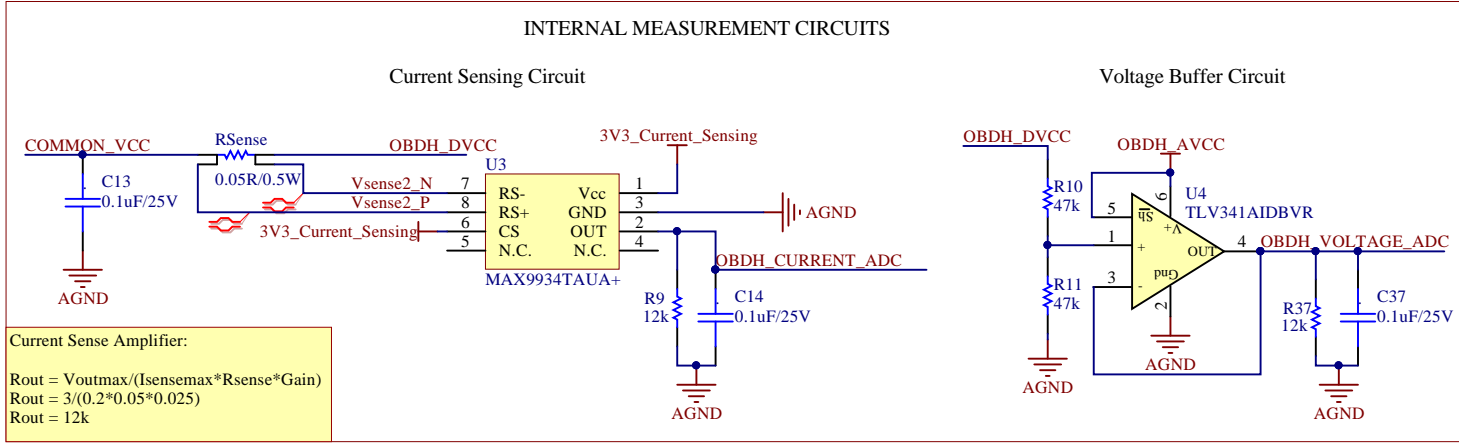 INTERNAL MEASUREMENT CIRCUITS
Current Sensing Circuit
COMMON_VCC
RSense
0.05R/0.5W
OBDH_DVCC
C13
0.1uF/25V
AGND
Vsense2_N
Vsense2_P
3V3_Current_Sensing
U3
7
8
6
5
RS-
RS+
CS
N.C.
Vcc
GND
OUT
N.C.
1
3
2
4
MAX9934TAUA+
3V3_Current_Sensing
AGND
OBDH_CURRENT_ADC
R9
12k
C14
0.1uF/25V
AGND
Current Sense Amplifier:
Rout = Voutmax/(Isensemax*Rsense*Gain)
Rout = 3/(0.2*0.05*0.025)
Rout = 12k
Voltage Buffer Circuit
OBDH_DVCC
R10
47k
R11
47k
AGND
OBDH_AVCC
U4
TLV341AIDBVR
5
1
3
6
2
4
Sh
V+
+
-
Gnd
OUT
AGND
OBDH_VOLTAGE_ADC
R37
12k
C37
0.1uF/25V
AGND